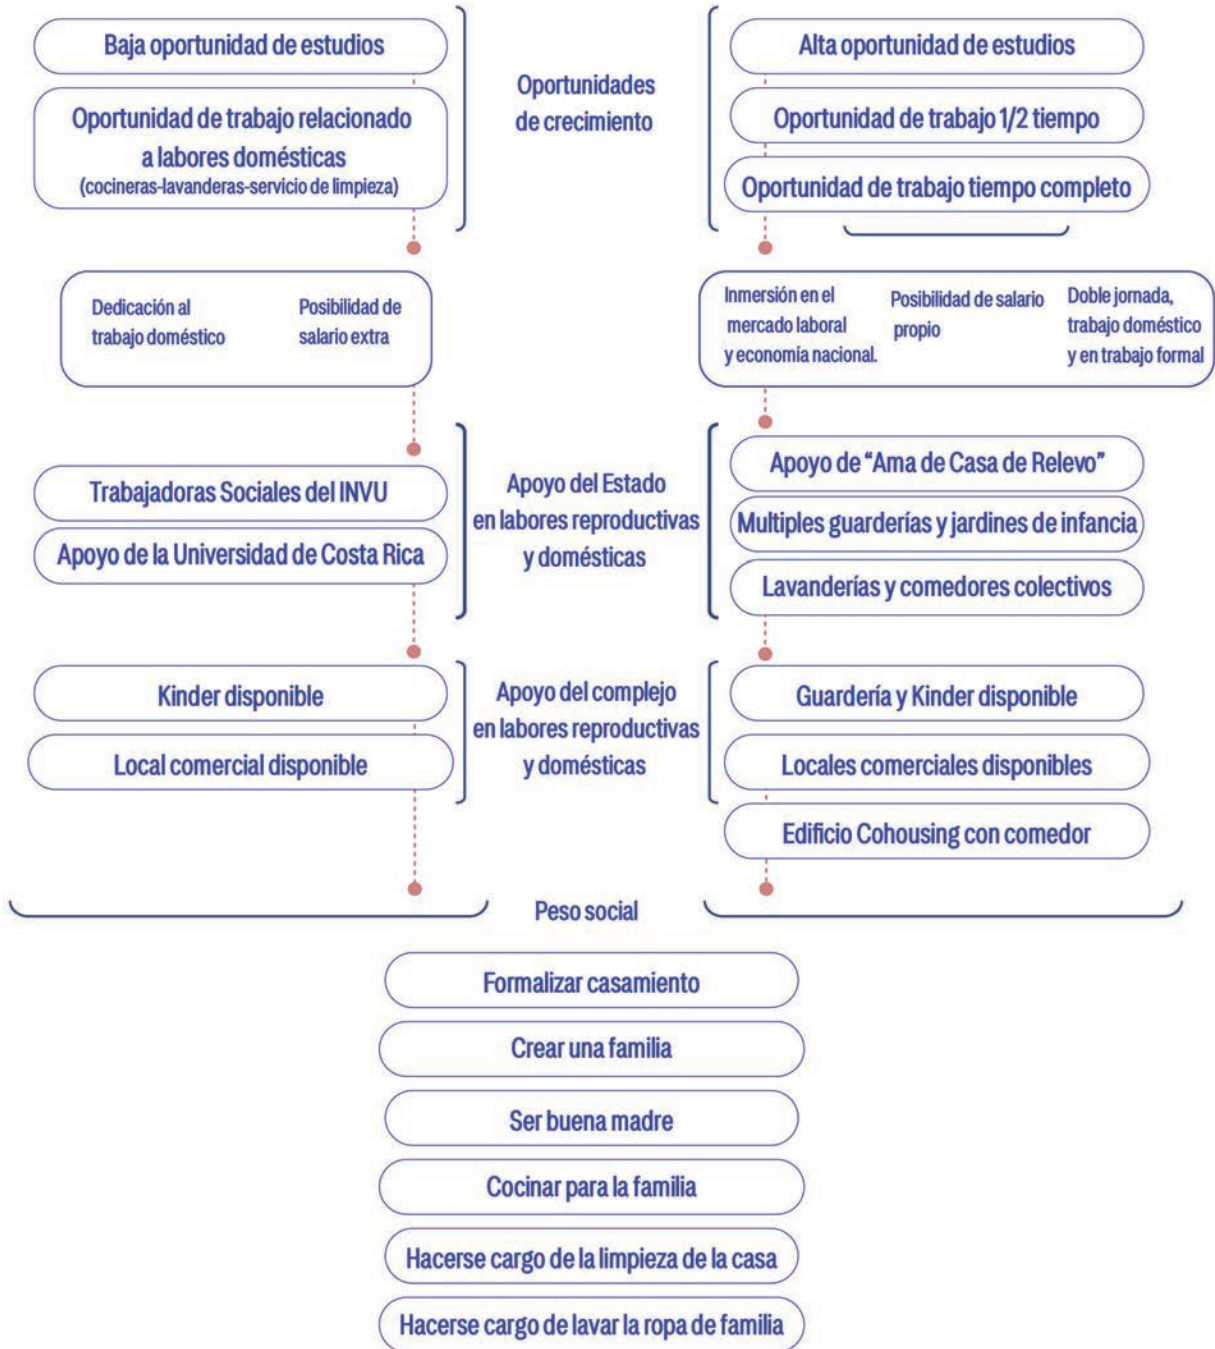 Baja oportunidad de estudios
Oportunidad de trabajo relacionado
a labores domésticas
(cocineras-lavanderas-servicio de limpieza)
Oportunidades
de crecimiento
Alta oportunidad de estudios
Oportunidad de trabajo 1/2 tiempo
Oportunidad de trabajo tiempo completo
Dedicación al
trabajo doméstico
Posibilidad de
salario extra
Inmersión en el
mercado laboral
y economía nacional.
Posibilidad de salario
propio
Doble jornada,
trabajo doméstico
y en trabajo formal
Trabajadoras Sociales del INVU
Apoyo de la Universidad de Costa Rica
Apoyo del Estado
en labores reproductivas
y domésticas
Apoyo de “Ama de Casa de Relevo”
Multiples guarderías y jardines de infancia
Lavanderías y comedores colectivos
Kinder disponible
Local comercial disponible
Apoyo del complejo
en labores reproductivas
y domésticas
Guardería y Kinder disponible
Locales comerciales disponibles
Edificio Cohousing con comedor
Peso social
Formalizar casamiento
Crear una familia
Ser buena madre
Cocinar para la familia
Hacerse cargo de la limpieza de la casa
Hacerse cargo de lavar la ropa de familia